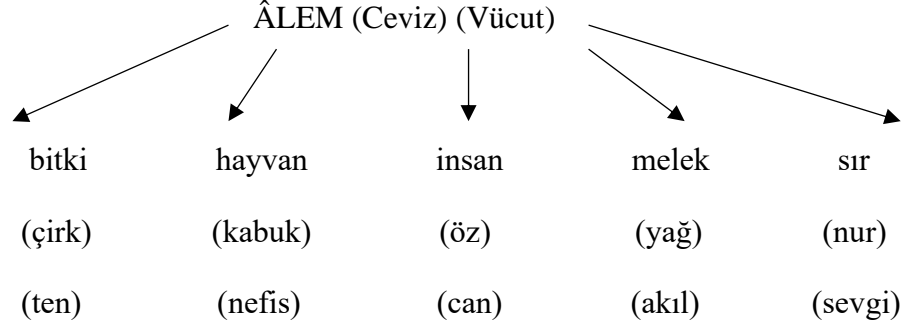 ÂLEM (Ceviz) (Vücut)
bitki hayvan insan melek sır
(çirk) (kabuk) (öz) (yağ) (nur)
(ten) (nefis) (can) (akıl) (sevgi)